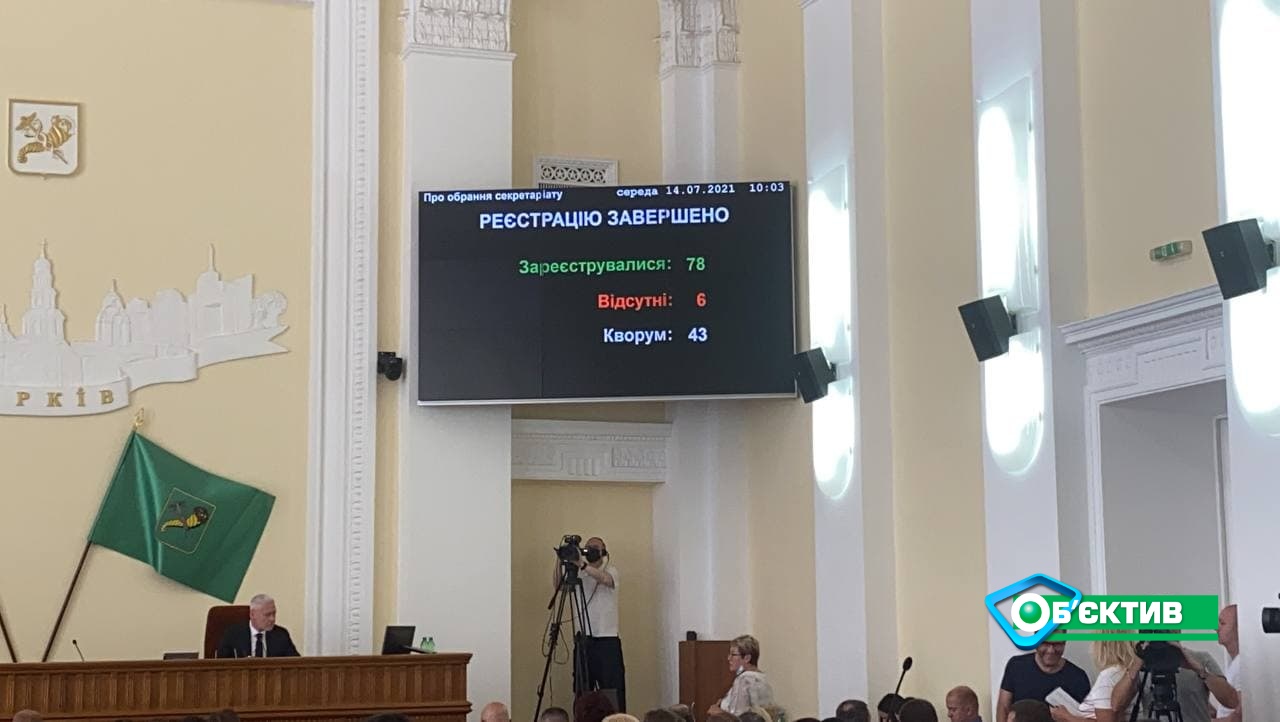 Про обрання секретаріату середа 14.07.2021 10:03
РЕЄСТРАЦІЮ ЗАВЕРШЕНО
Зареєструвалися: 78
Відсутні: 6
Кворум: 43
РКІВ
ОБ'ЄКТИВ